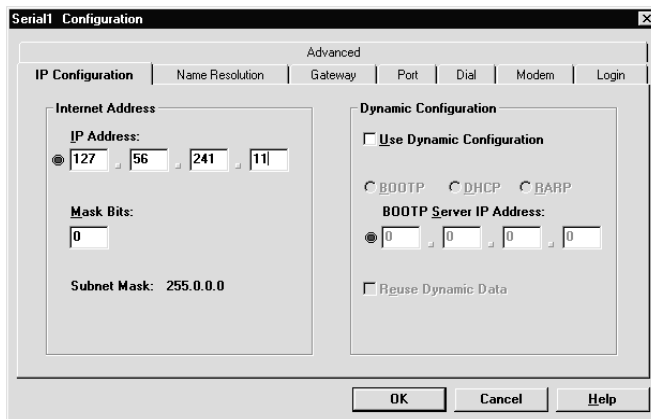 Serial1 Configuration
Advanced
IP Configuration Name Resolution Gateway Port Dial Modem Login
Internet Address
IP Address:
127 . 56 . 241 . 11
Mask Bits:
0
Subnet Mask: 255.0.0.0
Dynamic Configuration
Use Dynamic Configuration
BOOTP DHCP RARP
BOOTP Server IP Address:
0 . 0 . 0 . 0
Reuse Dynamic Data
OK Cancel Help